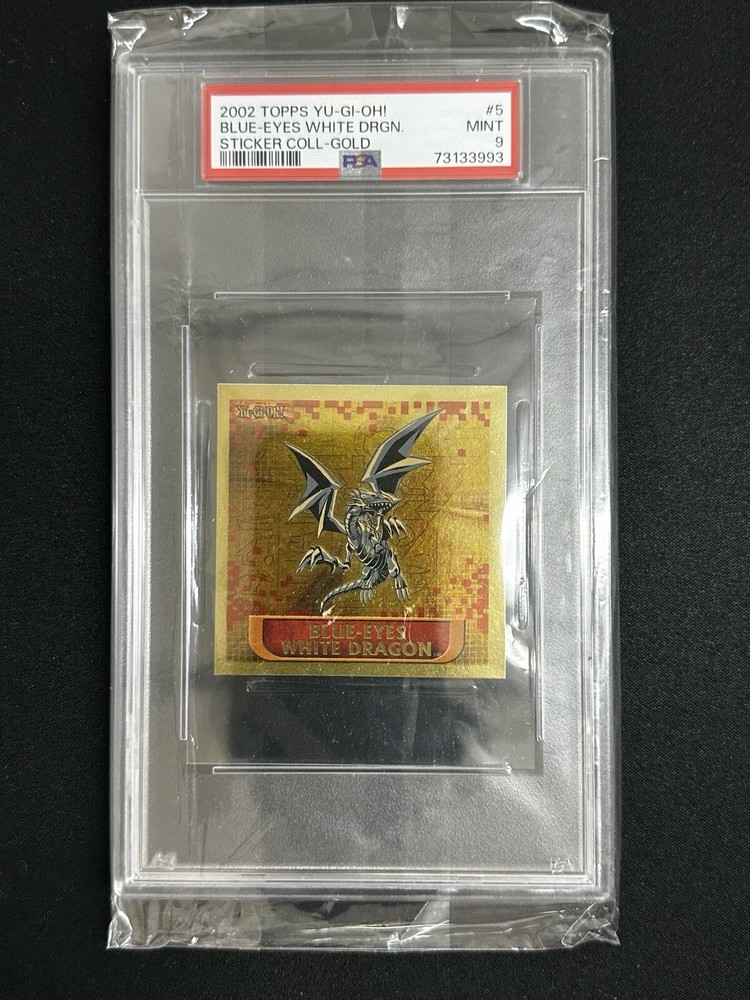 2002 TOPPS YU-GI-OH! #5
BLUE-EYES WHITE DRGN. MINT
STICKER COLL-GOLD 9
PSA 73133993
Yu-Gi-Oh!
BLUE-EYES
WHITE DRAGON
PSA